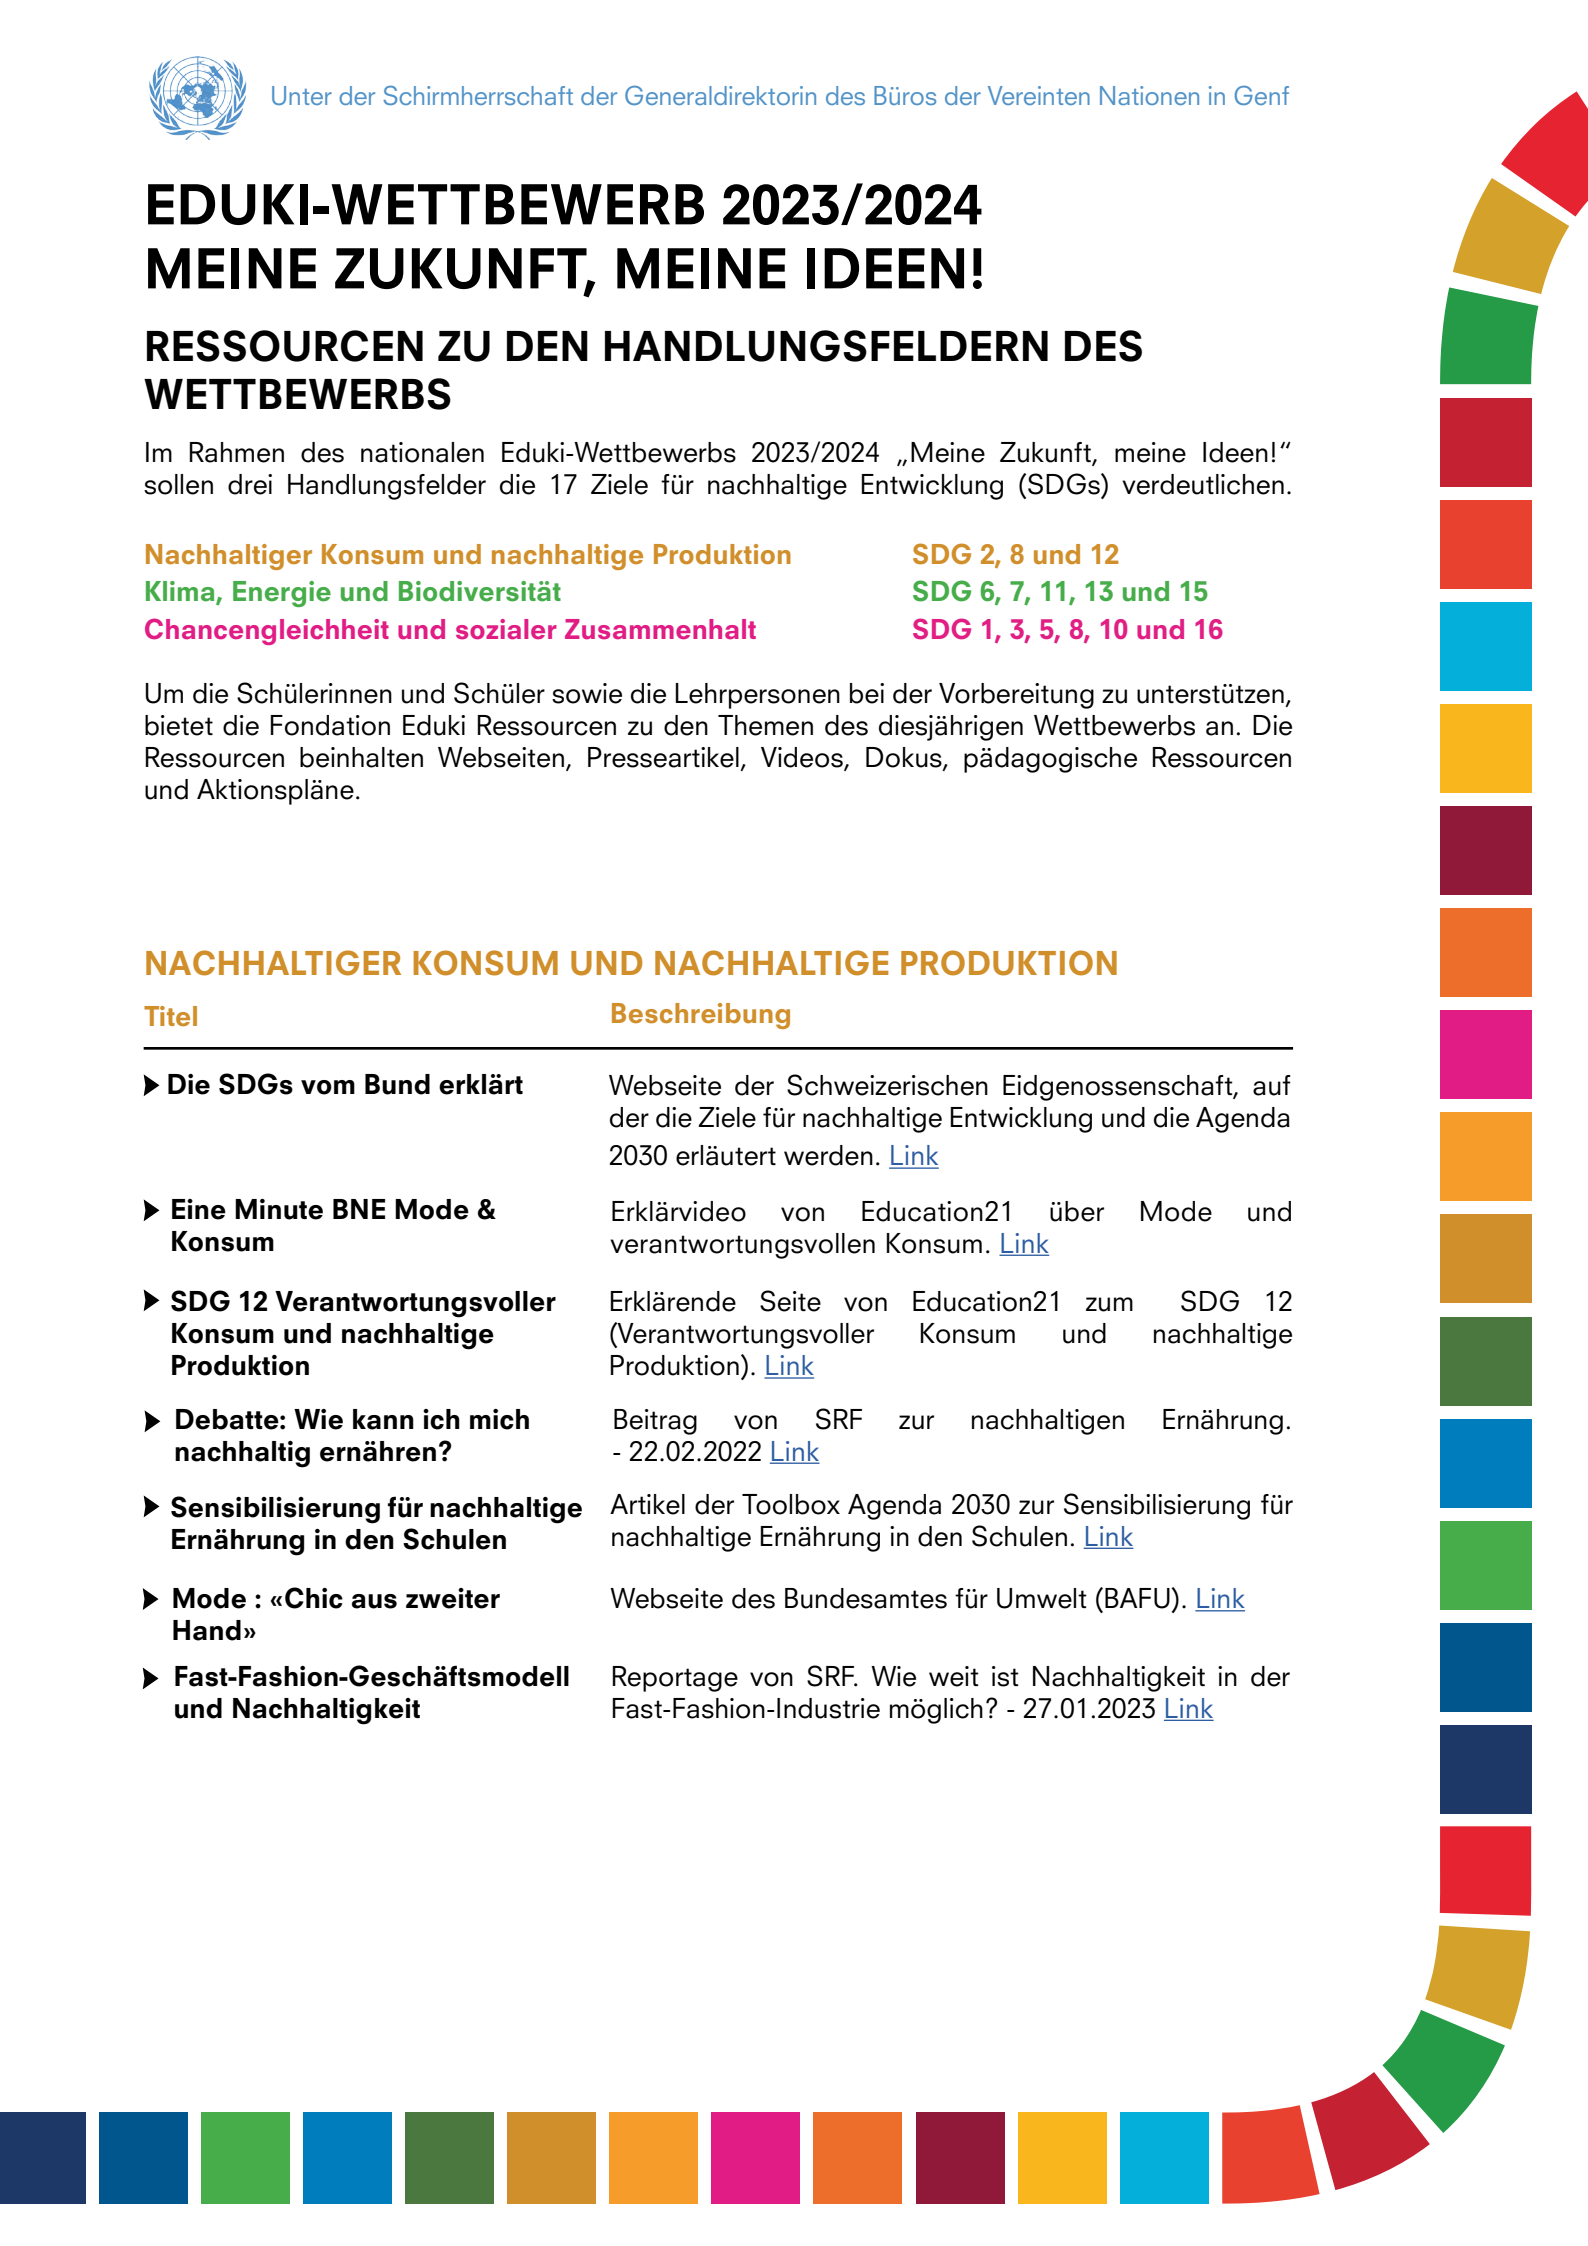 Unter der Schirmherrschaft der Generaldirektorin des Büros der Vereinten Nationen in Genf
EDUKI-WETTBEWERB 2023/2024
MEINE ZUKUNFT, MEINE IDEEN!
RESSOURCEN ZU DEN HANDLUNGSFELDERN DES
WETTBEWERBS
Im Rahmen des nationalen Eduki-Wettbewerbs 2023/2024 „Meine Zukunft, meine Ideen!“
sollen drei Handlungsfelder die 17 Ziele für nachhaltige Entwicklung (SDGs) verdeutlichen.
Nachhaltiger Konsum und nachhaltige Produktion SDG 2, 8 und 12
Klima, Energie und Biodiversität SDG 6, 7, 11, 13 und 15
Chancengleichheit und sozialer Zusammenhalt SDG 1, 3, 5, 8, 10 und 16
Um die Schülerinnen und Schüler sowie die Lehrpersonen bei der Vorbereitung zu unterstützen,
bietet die Fondation Eduki Ressourcen zu den Themen des diesjährigen Wettbewerbs an. Die
Ressourcen beinhalten Webseiten, Presseartikel, Videos, Dokus, pädagogische Ressourcen
und Aktionspläne.
NACHHALTIGER KONSUM UND NACHHALTIGE PRODUKTION
Titel Beschreibung
Die SDGs vom Bund erklärt
Webseite der Schweizerischen Eidgenossenschaft, auf
der die Ziele für nachhaltige Entwicklung und die Agenda
2030 erläutert werden. Link
Eine Minute BNE Mode &
Konsum
Erklärvideo von Education21 über Mode und
verantwortungsvollen Konsum. Link
SDG 12 Verantwortungsvoller
Konsum und nachhaltige
Produktion
Erklärende Seite von Education21 zum SDG 12
(Verantwortungsvoller Konsum und nachhaltige
Produktion). Link
Debatte: Wie kann ich mich
nachhaltig ernähren?
Beitrag von SRF zur nachhaltigen Ernährung.
- 22.02.2022 Link
Sensibilisierung für nachhaltige
Ernährung in den Schulen
Artikel der Toolbox Agenda 2030 zur Sensibilisierung für
nachhaltige Ernährung in den Schulen. Link
Mode : «Chic aus zweiter
Hand»
Webseite des Bundesamtes für Umwelt (BAFU). Link
Fast-Fashion-Geschäftsmodell
und Nachhaltigkeit
Reportage von SRF. Wie weit ist Nachhaltigkeit in der
Fast-Fashion-Industrie möglich? - 27.01.2023 Link